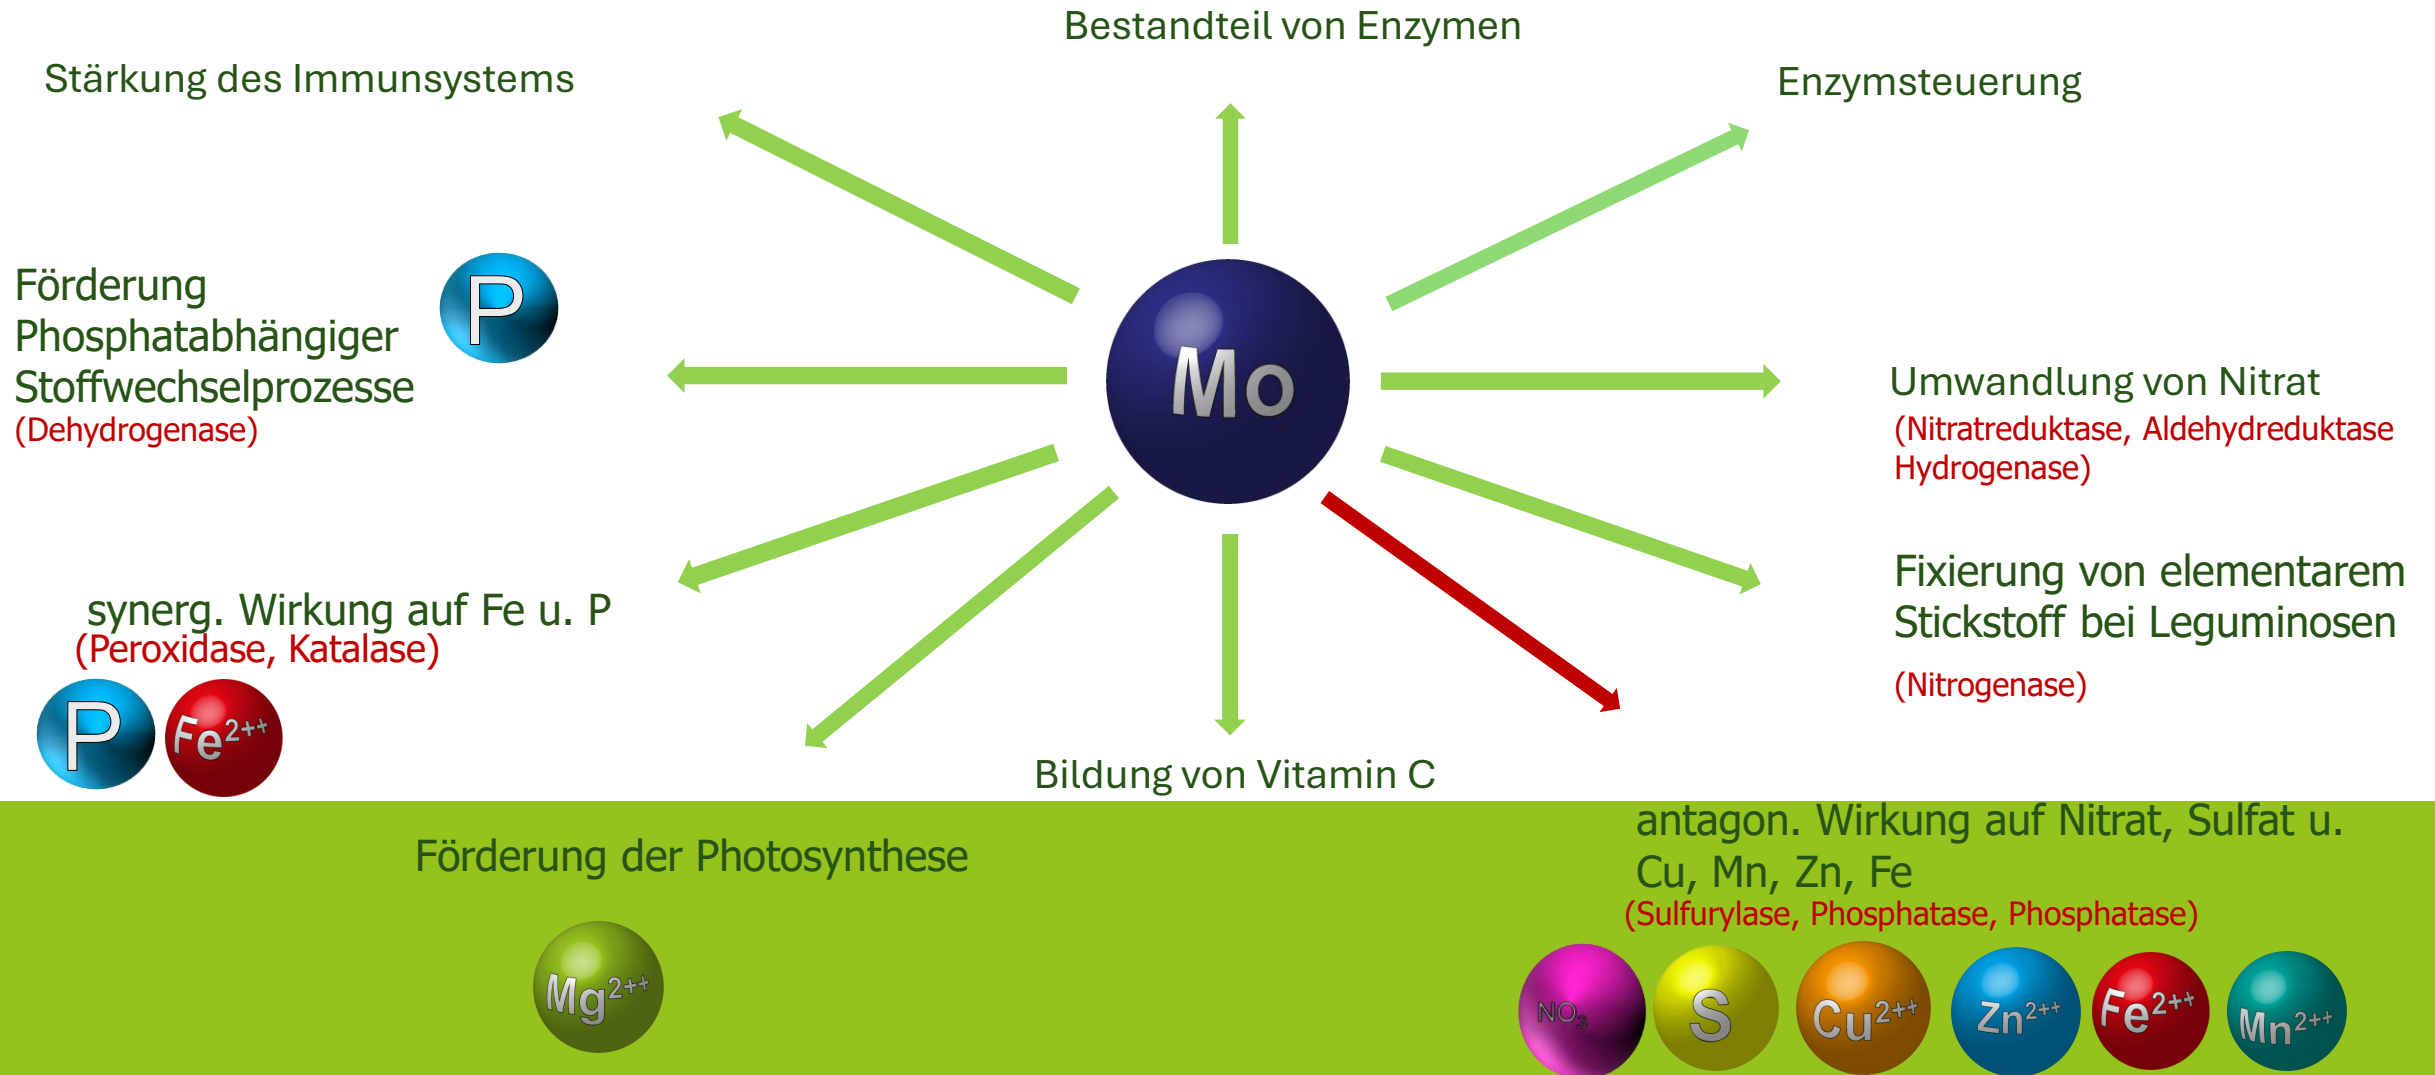 Bestandteil von Enzymen
Stärkung des Immunsystems
Enzymsteuerung
Förderung
Phosphatabhängiger
Stoffwechselprozesse
(Dehydrogenase)
P
Mo
Umwandlung von Nitrat
(Nitratreduktase, Aldehydreduktase
Hydrogenase)
synerg. Wirkung auf Fe u. P
(Peroxidase, Katalase)
P
Fe2++
Fixierung von elementarem
Stickstoff bei Leguminosen
(Nitrogenase)
Bildung von Vitamin C
Förderung der Photosynthese
Mg2++
antagon. Wirkung auf Nitrat, Sulfat u.
Cu, Mn, Zn, Fe
(Sulfurylase, Phosphatase, Phosphatase)
NO3
S
Cu2++
Zn2++
Fe2++
Mn2++